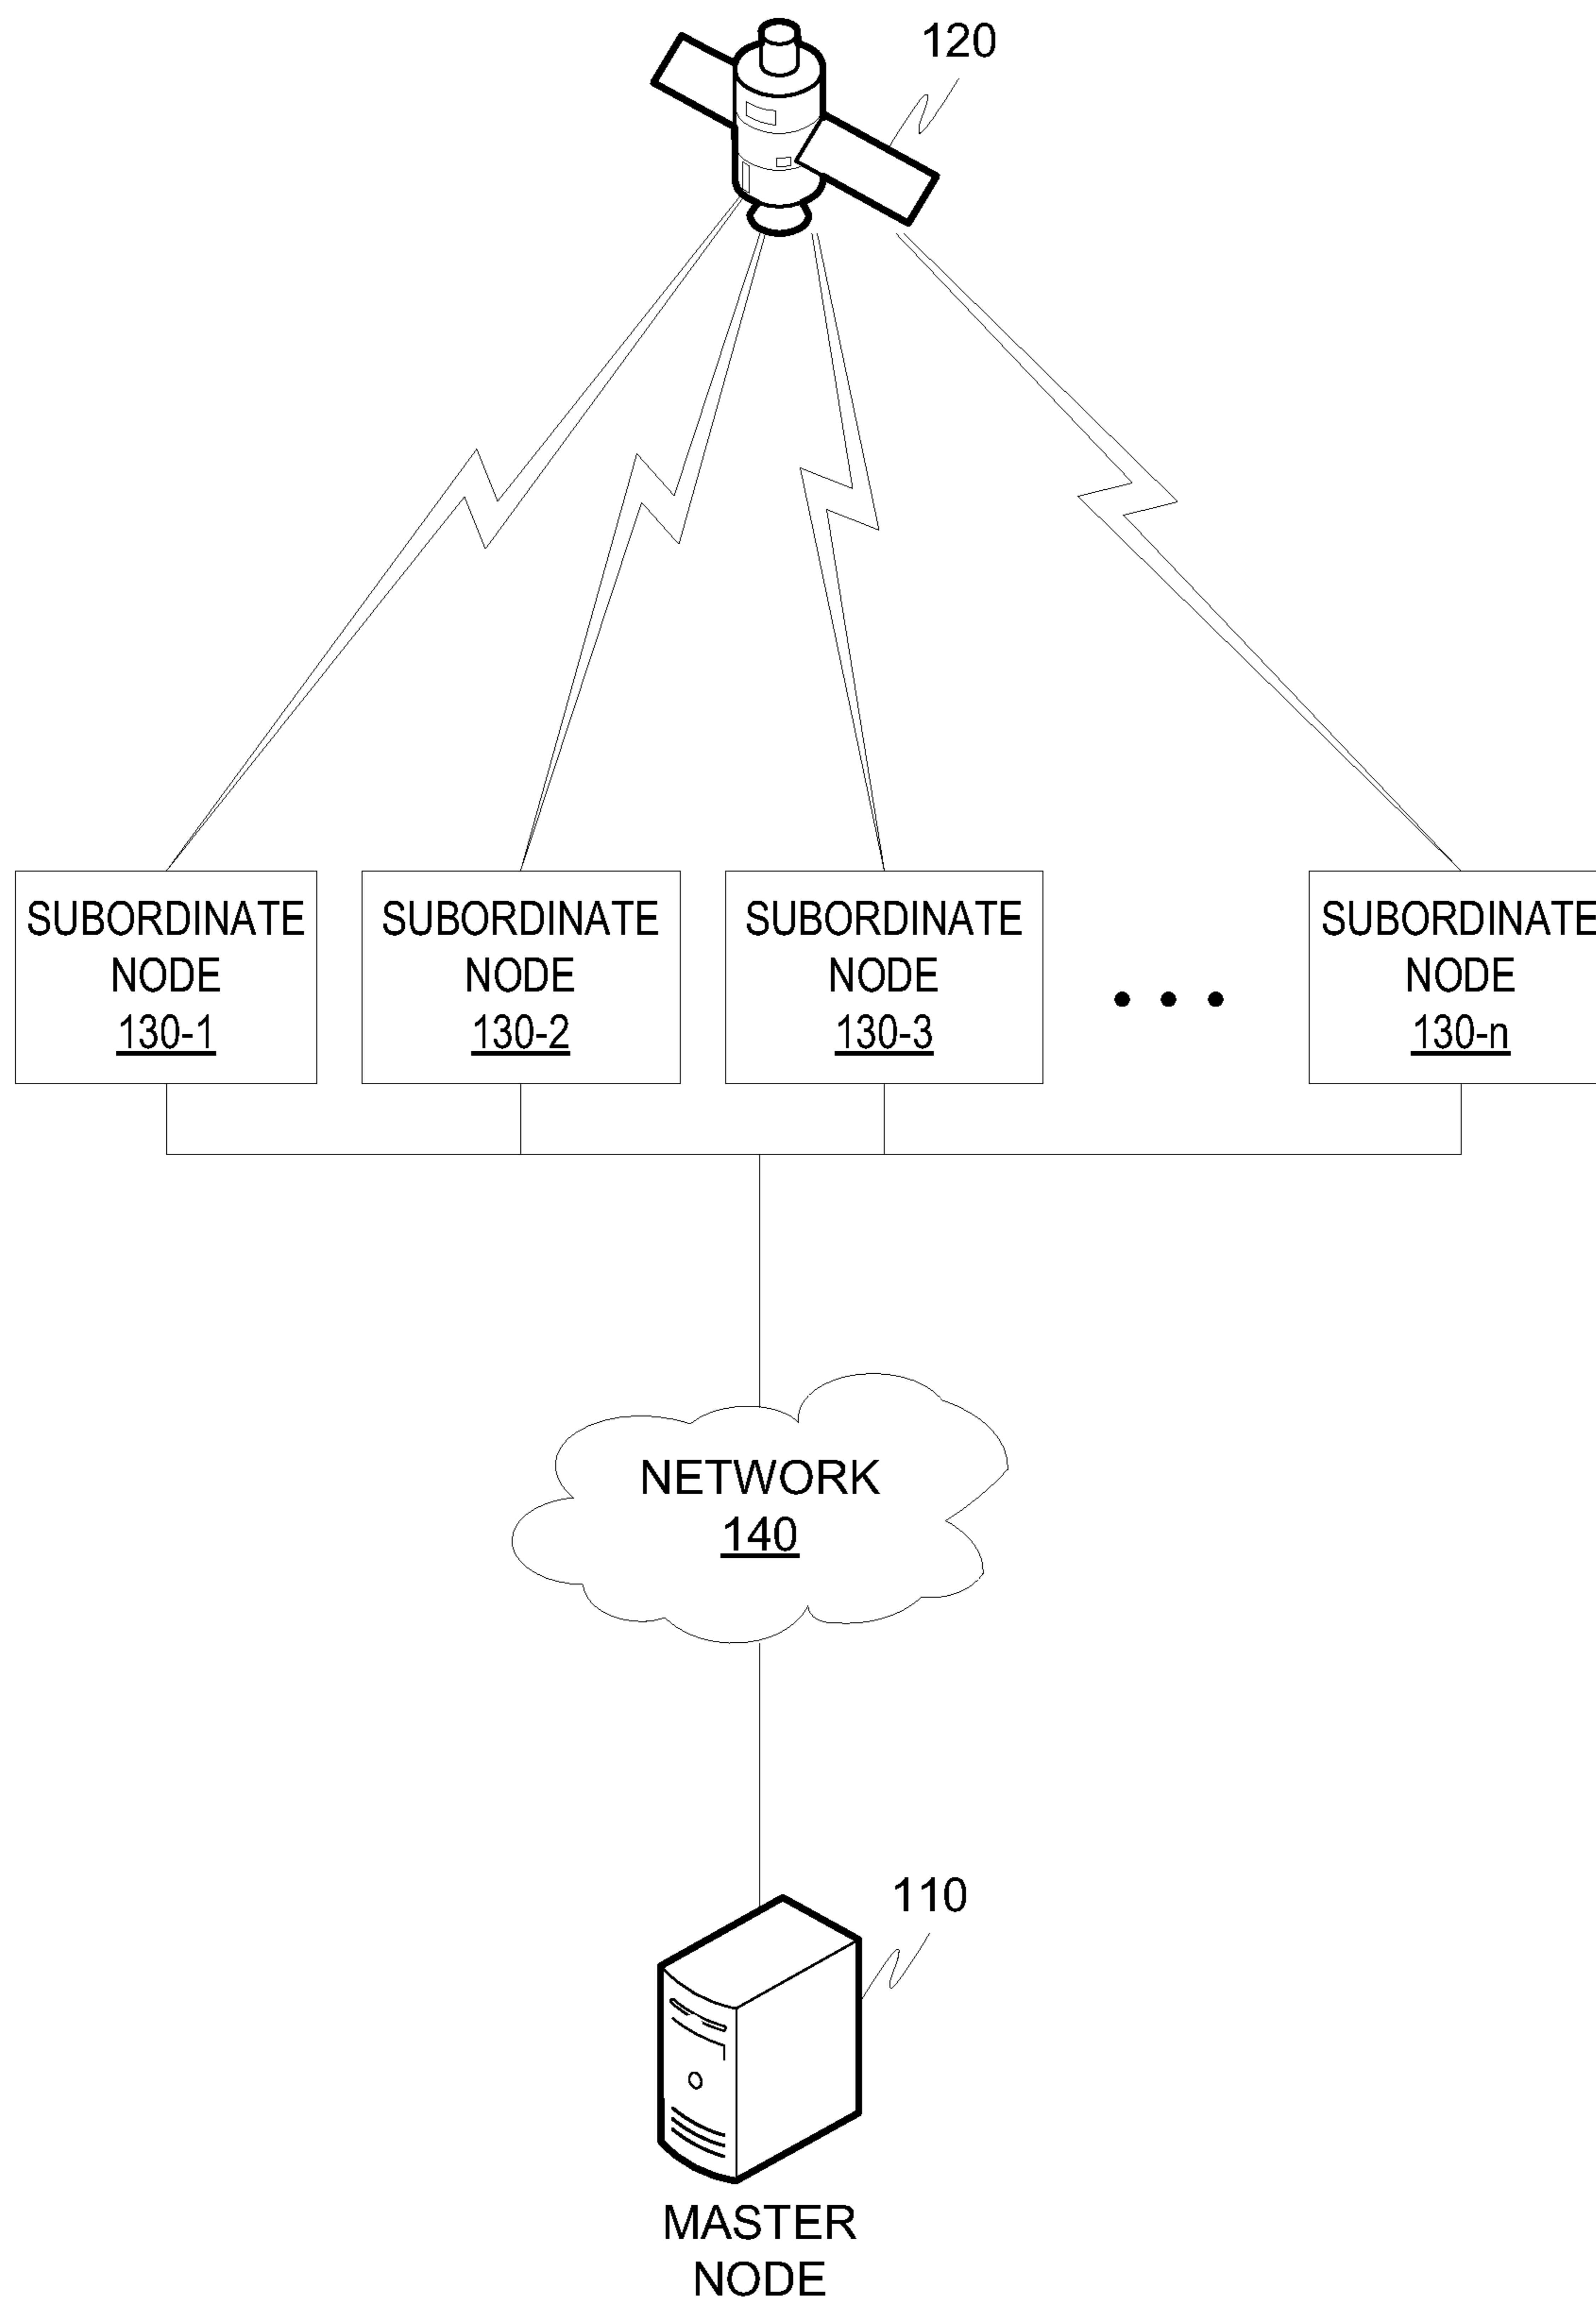 120
SUBORDINATE
NODE
130-1
SUBORDINATE
NODE
130-2
SUBORDINATE
NODE
130-3
SUBORDINATE
NODE
130-n
NETWORK
140
110
MASTER
NODE